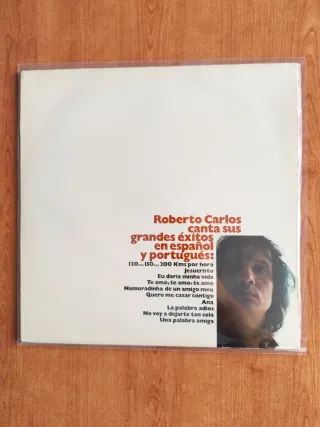 Roberto Carlos
canta sus
grandes éxitos
en español
y portugués:
120... 150... 200 Kms por hora
Jesucristo
Eu daria minha vida
Te amo, te amo, te amo
Namoradinha de un amigo meu
Quero me casar contigo
Ana
La palabra adios
No voy a dejarte tan sola
Una palabra amiga